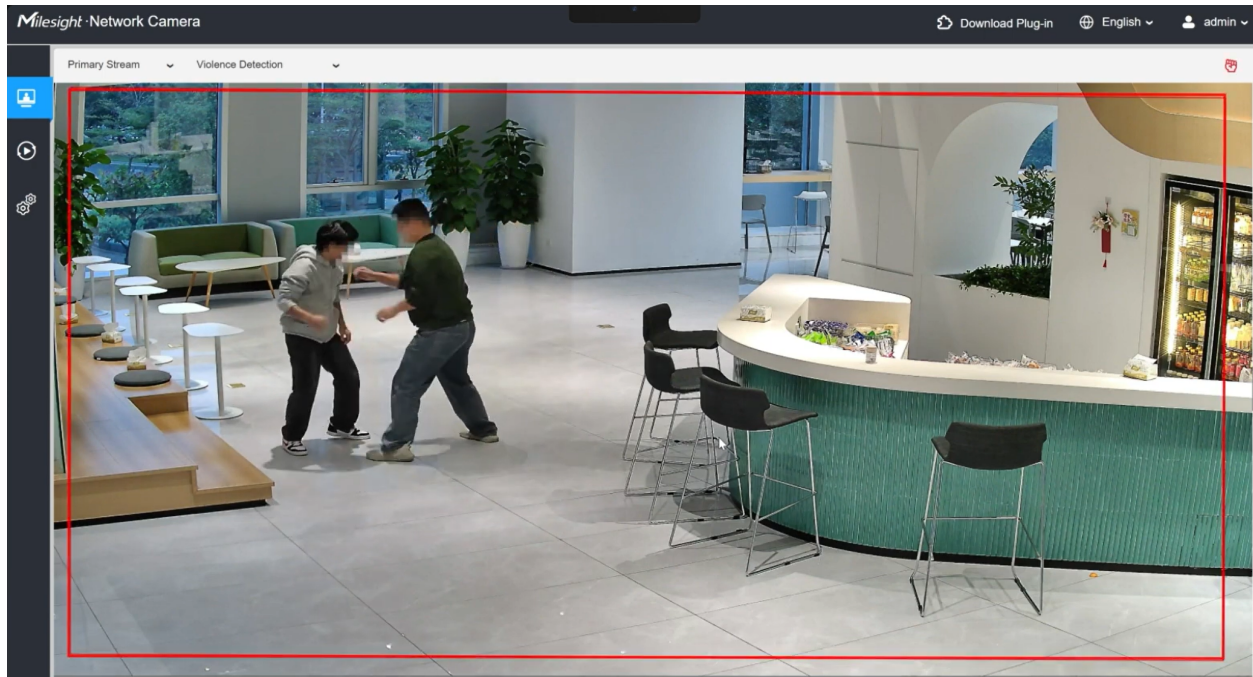 Milesight · Network Camera
Download Plug-in
English
admin
Primary Stream
Violence Detection